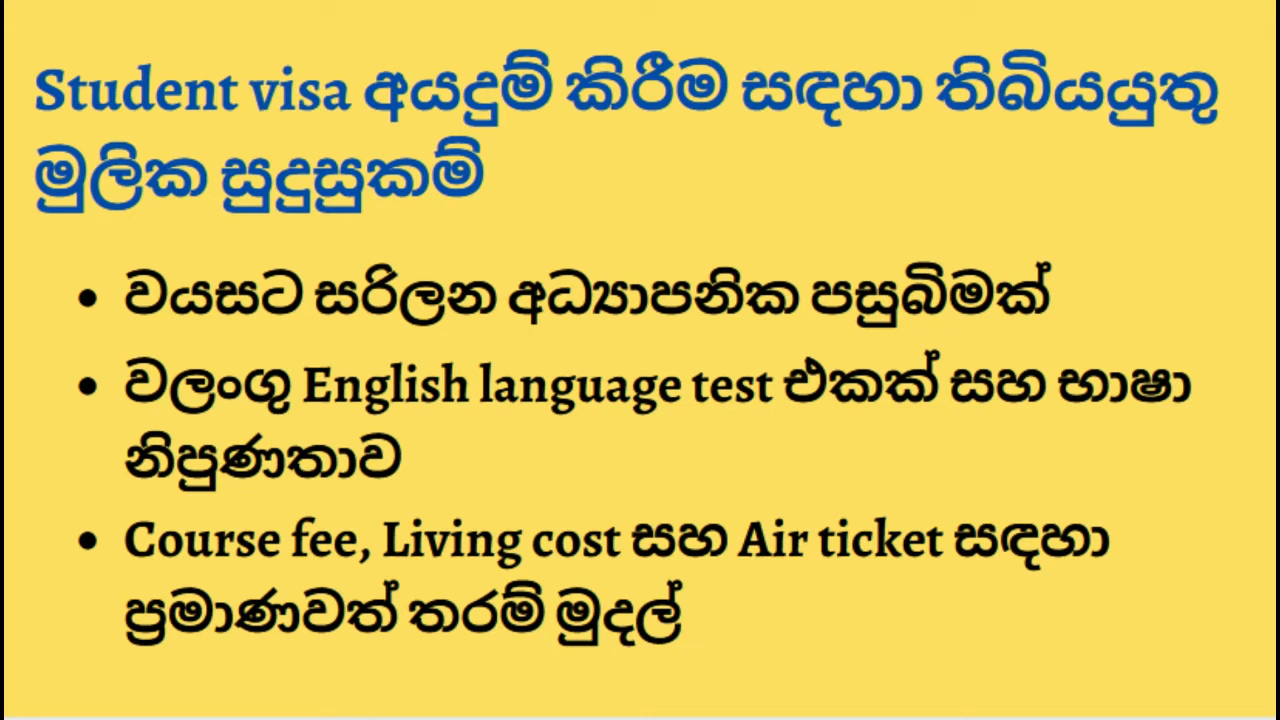 Student visa අයදුම් කිරීම සඳහා තිබියයුතු
මුලික සුදුසුකම්
• වයසට සරිලන අධ්‍යාපනික පසුබිමක්
• වලංගු English language test එකක් සහ භාෂා
නිපුණතාව
• Course fee, Living cost සහ Air ticket සඳහා
ප්‍රමාණවත් තරම් මුදල්